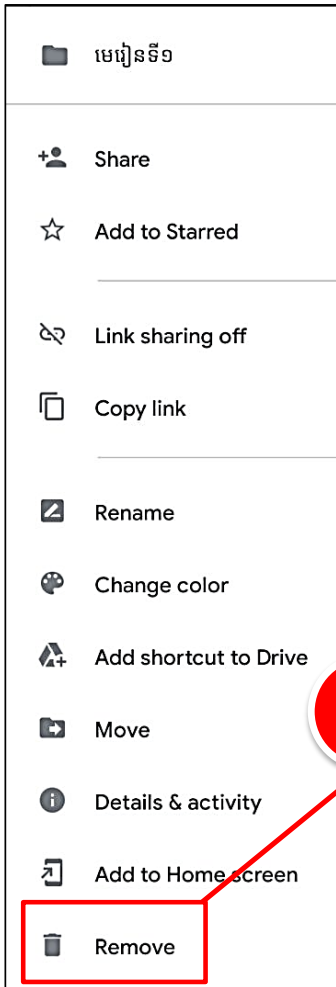 មេរៀនទី១
Share
Add to Starred
Link sharing off
Copy link
Rename
Change color
Add shortcut to Drive
Move
Details & activity
Add to Home screen
Remove